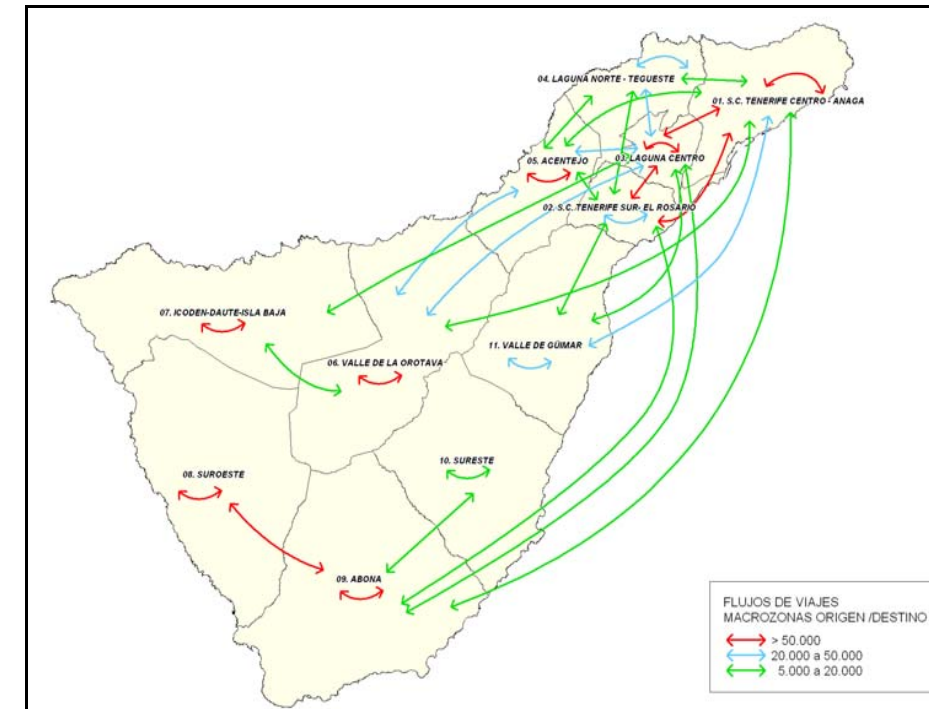 04. LAGUNA NORTE - TEGUESTE
01. S.C. TENERIFE CENTRO - ANAGA
03. LAGUNA CENTRO
05. ACENTEJO
02. S.C. TENERIFE SUR- EL ROSARIO
07. ICODEN-DAUTE-ISLA BAJA
11. VALLE DE GÜIMAR
06. VALLE DE LA OROTAVA
10. SURESTE
08. SUROESTE
09. ABONA
FLUJOS DE VIAJES
MACROZONAS ORIGEN /DESTINO
> 50.000
20.000 a 50.000
5.000 a 20.000